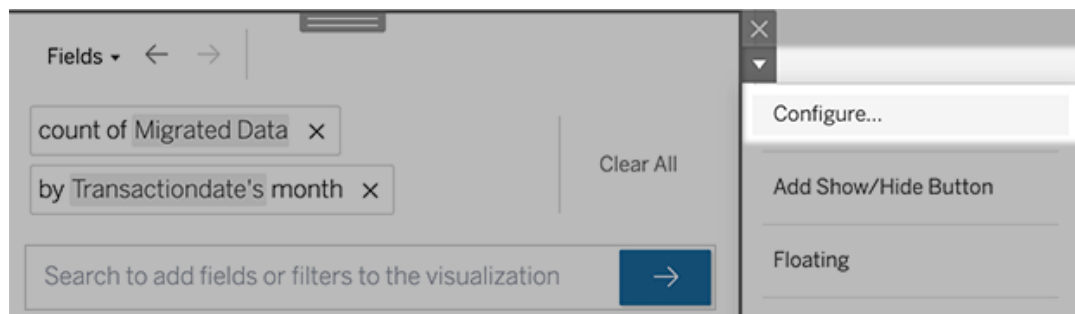 Fields
count of Migrated Data
by Transactiondate's month
Clear All
Search to add fields or filters to the visualization
Configure...
Add Show/Hide Button
Floating